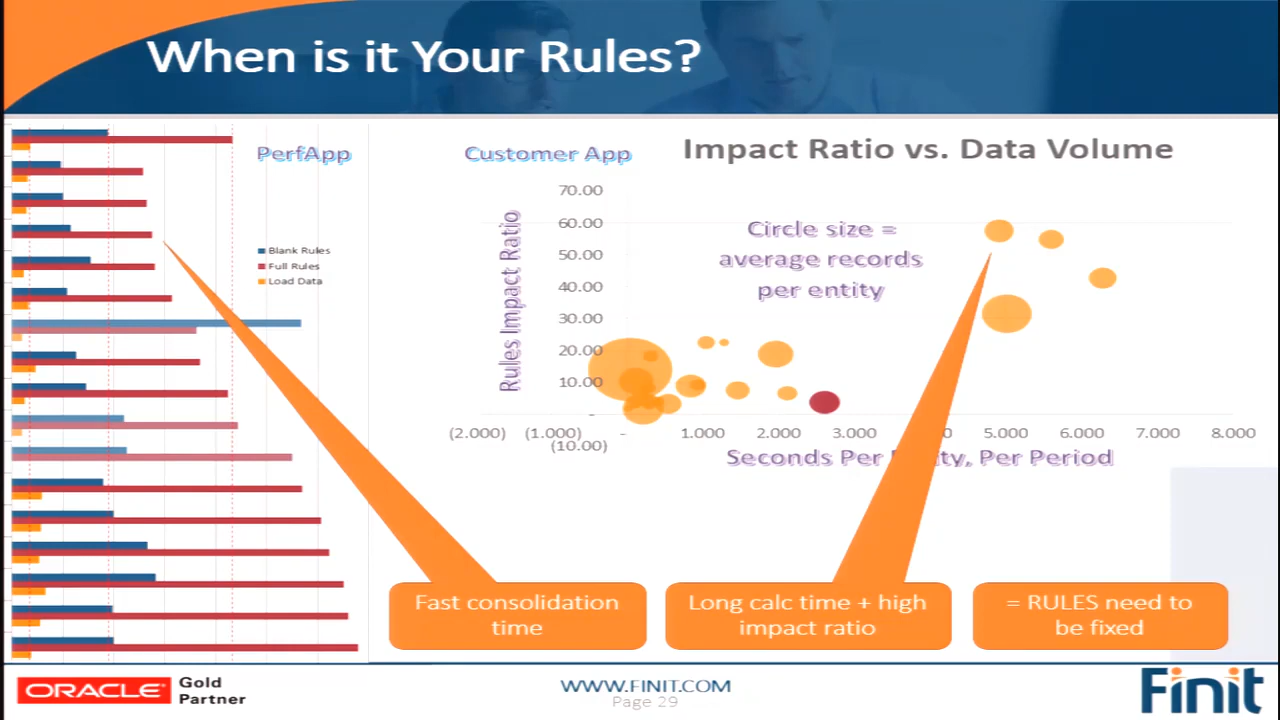 When is it Your Rules?
PerfApp
Blank Rules
Full Rules
Load Data
Customer App
Impact Ratio vs. Data Volume
Rules Impact Ratio
70.00
60.00
50.00
40.00
30.00
20.00
10.00
-
(10.00)
Circle size =
average records
per entity
(2.000) (1.000) - 1.000 2.000 3.000 5.000 6.000 7.000 8.000
Seconds Per ty, Per Period
Fast consolidation
time
Long calc time + high
impact ratio
= RULES need to
be fixed
ORACLE Gold
Partner
WWW.FINIT.COM
Page 29
Finit